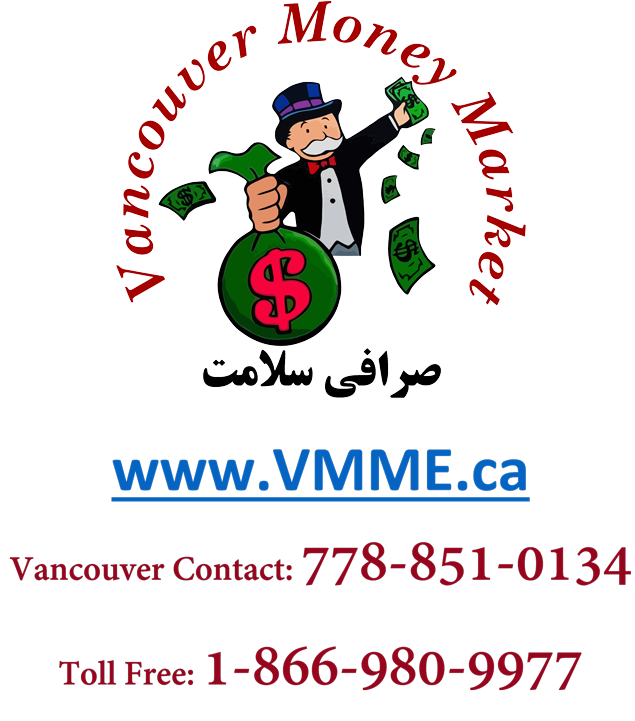 Vancouver Money Market
$
صرافی سلامت
www.VMME.ca
Vancouver Contact: 778-851-0134
Toll Free: 1-866-980-9977